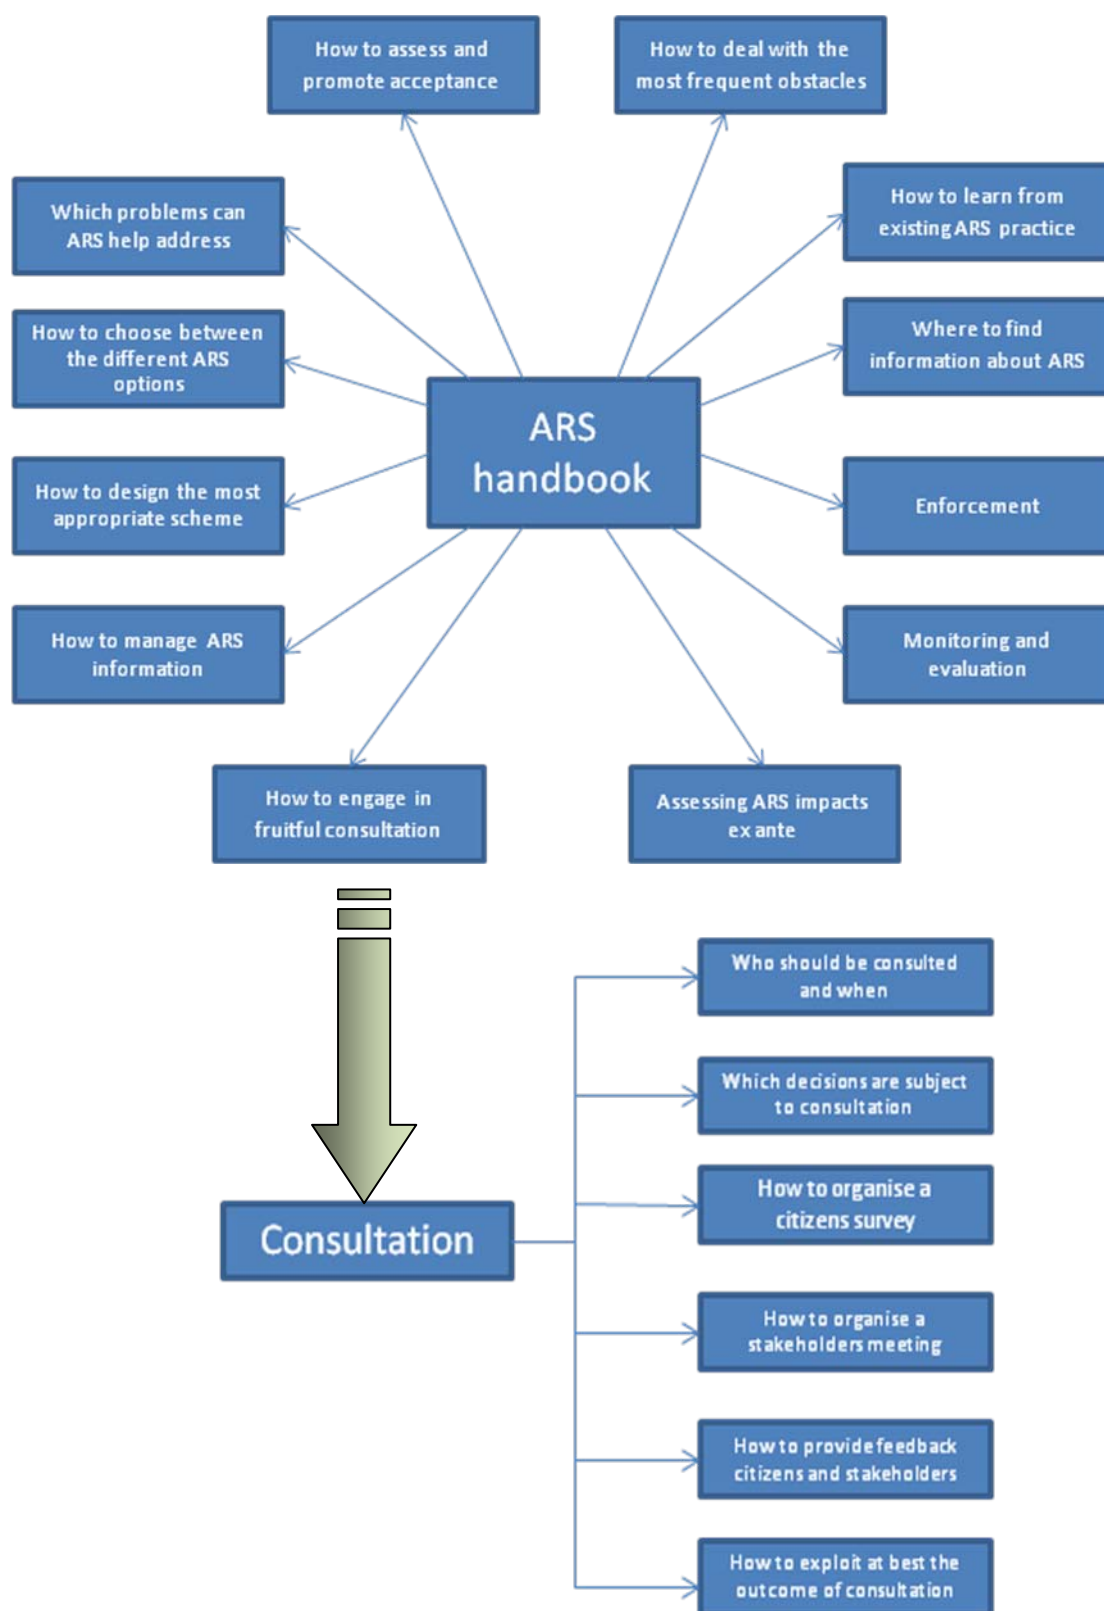 How to assess and
promote acceptance
How to deal with the
most frequent obstacles
Which problems can
ARS help address
How to learn from
existing ARS practice
How to choose between
the different ARS
options
Where to find
information about ARS
ARS
handbook
How to design the most
appropriate scheme
Enforcement
How to manage ARS
information
Monitoring and
evaluation
How to engage in
fruitful consultation
Assessing ARS impacts
ex ante
Who should be consulted
and when
Which decisions are subject
to consultation
How to organise a
citizens survey
Consultation
How to organise a
stakeholders meeting
How to provide feedback
citizens and stakeholders
How to exploit at best the
outcome of consultation